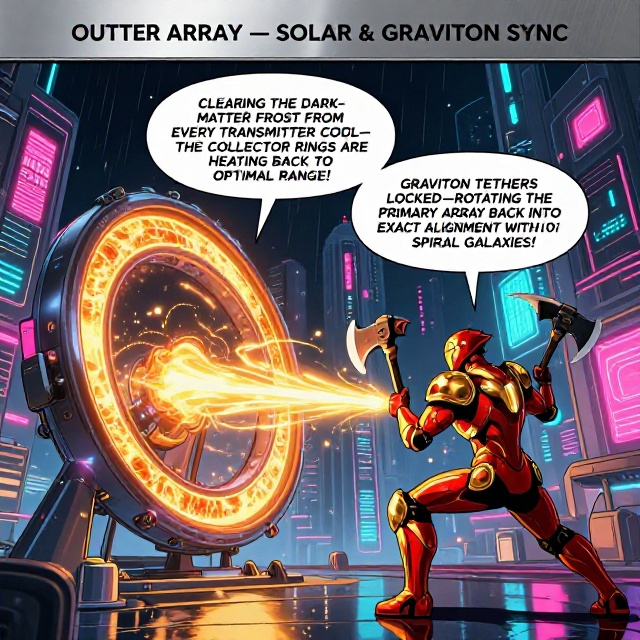 OUTTER ARRAY — SOLAR & GRAVITON SYNC
CLEARING THE DARK–
MATTER FROST FROM
EVERY TRANSMITTER COOL—
THE COLLECTOR RINGS ARE
HEATING BACK TO
OPTIMAL RANGE!
GRAVITON TETHERS
LOCKED—ROTATING THE
PRIMARY ARRAY BACK INTO
EXACT ALIGNMENT
SPIRAL GALAXIES!